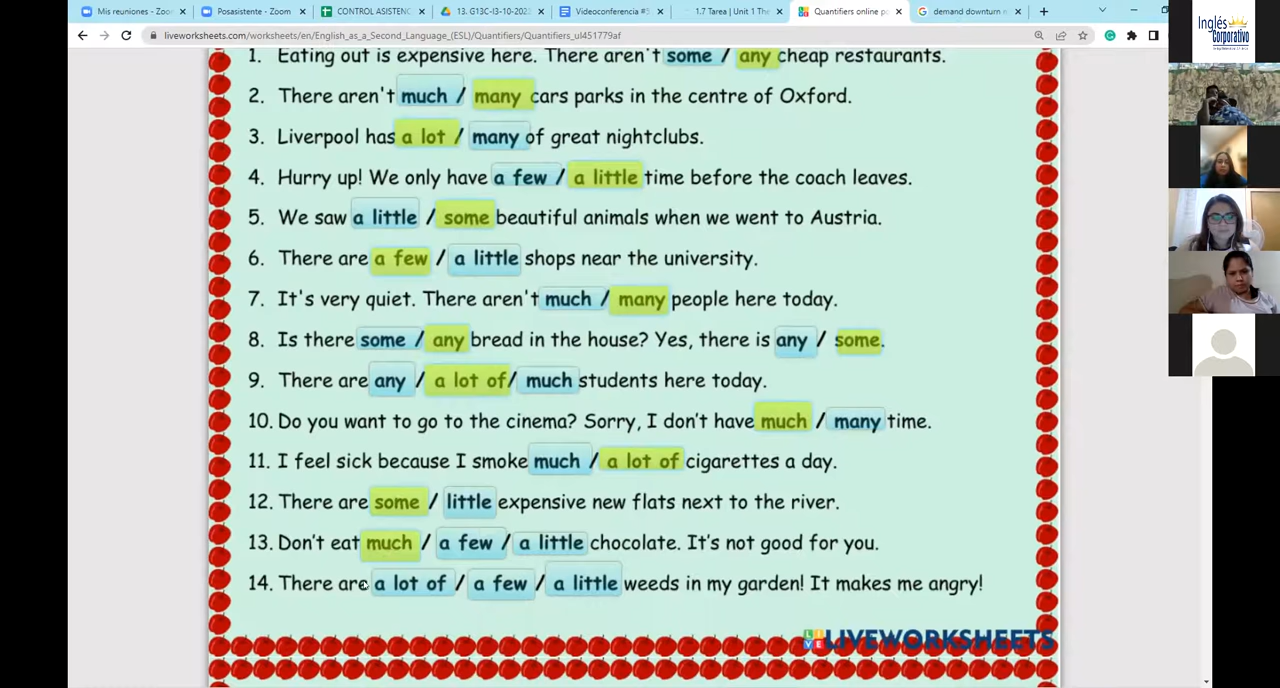 Mis reuniones - Zoo
Posasistente - Zoom
CONTROL ASISTENC
13. G13C-I3-10-202
Videoconferencia #
1.7 Tarea | Unit 1 The
Quantifiers online p
demand downturn m
liveworksheets.com/worksheets/en/English_as_a_Second_Language_(ESL)/Quantifiers/Quantifiers_ul451779af
1. Eating out is expensive here. There aren't some / any cheap restaurants.
2. There aren't much / many cars parks in the centre of Oxford.
3. Liverpool has a lot / many of great nightclubs.
4. Hurry up! We only have a few / a little time before the coach leaves.
5. We saw a little / some beautiful animals when we went to Austria.
6. There are a few / a little shops near the university.
7. It's very quiet. There aren't much / many people here today.
8. Is there some / any bread in the house? Yes, there is any / some.
9. There are any / a lot of / much students here today.
10. Do you want to go to the cinema? Sorry, I don't have much / many time.
11. I feel sick because I smoke much / a lot of cigarettes a day.
12. There are some / little expensive new flats next to the river.
13. Don't eat much / a few / a little chocolate. It's not good for you.
14. There are a lot of / a few / a little weeds in my garden! It makes me angry!
LIVEWORKSHEETS
Inglés
Corporativo